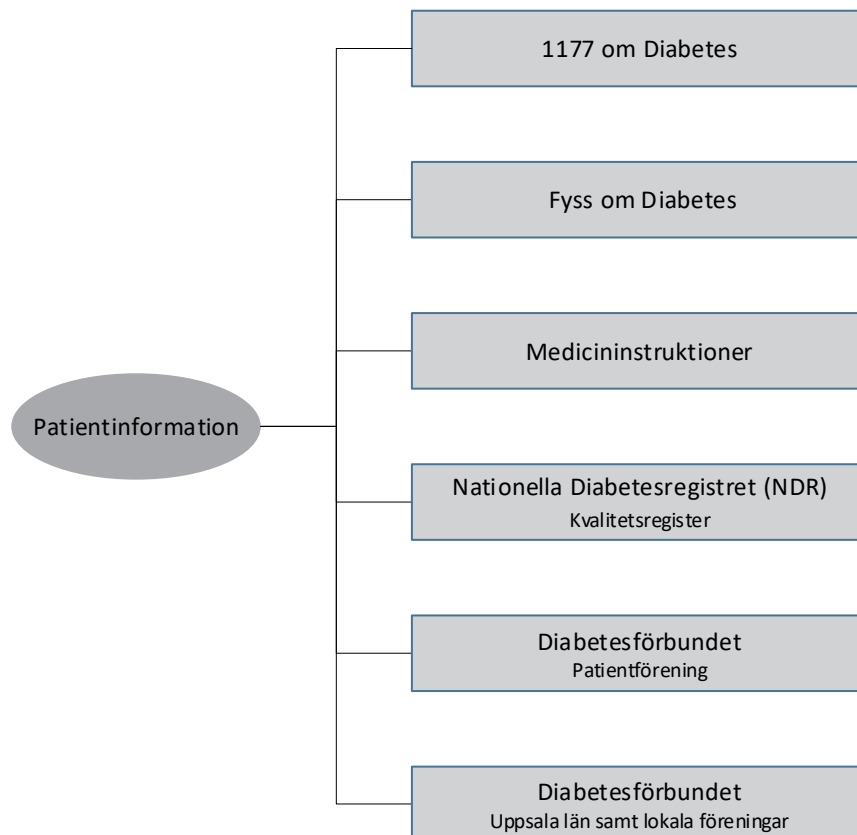 1177 om Diabetes
Fyss om Diabetes
Medicininstruktioner
Patientinformation
Nationella Diabetesregistret (NDR)
Kvalitetsregister
Diabetesförbundet
Patientförening
Diabetesförbundet
Uppsala län samt lokala föreningar